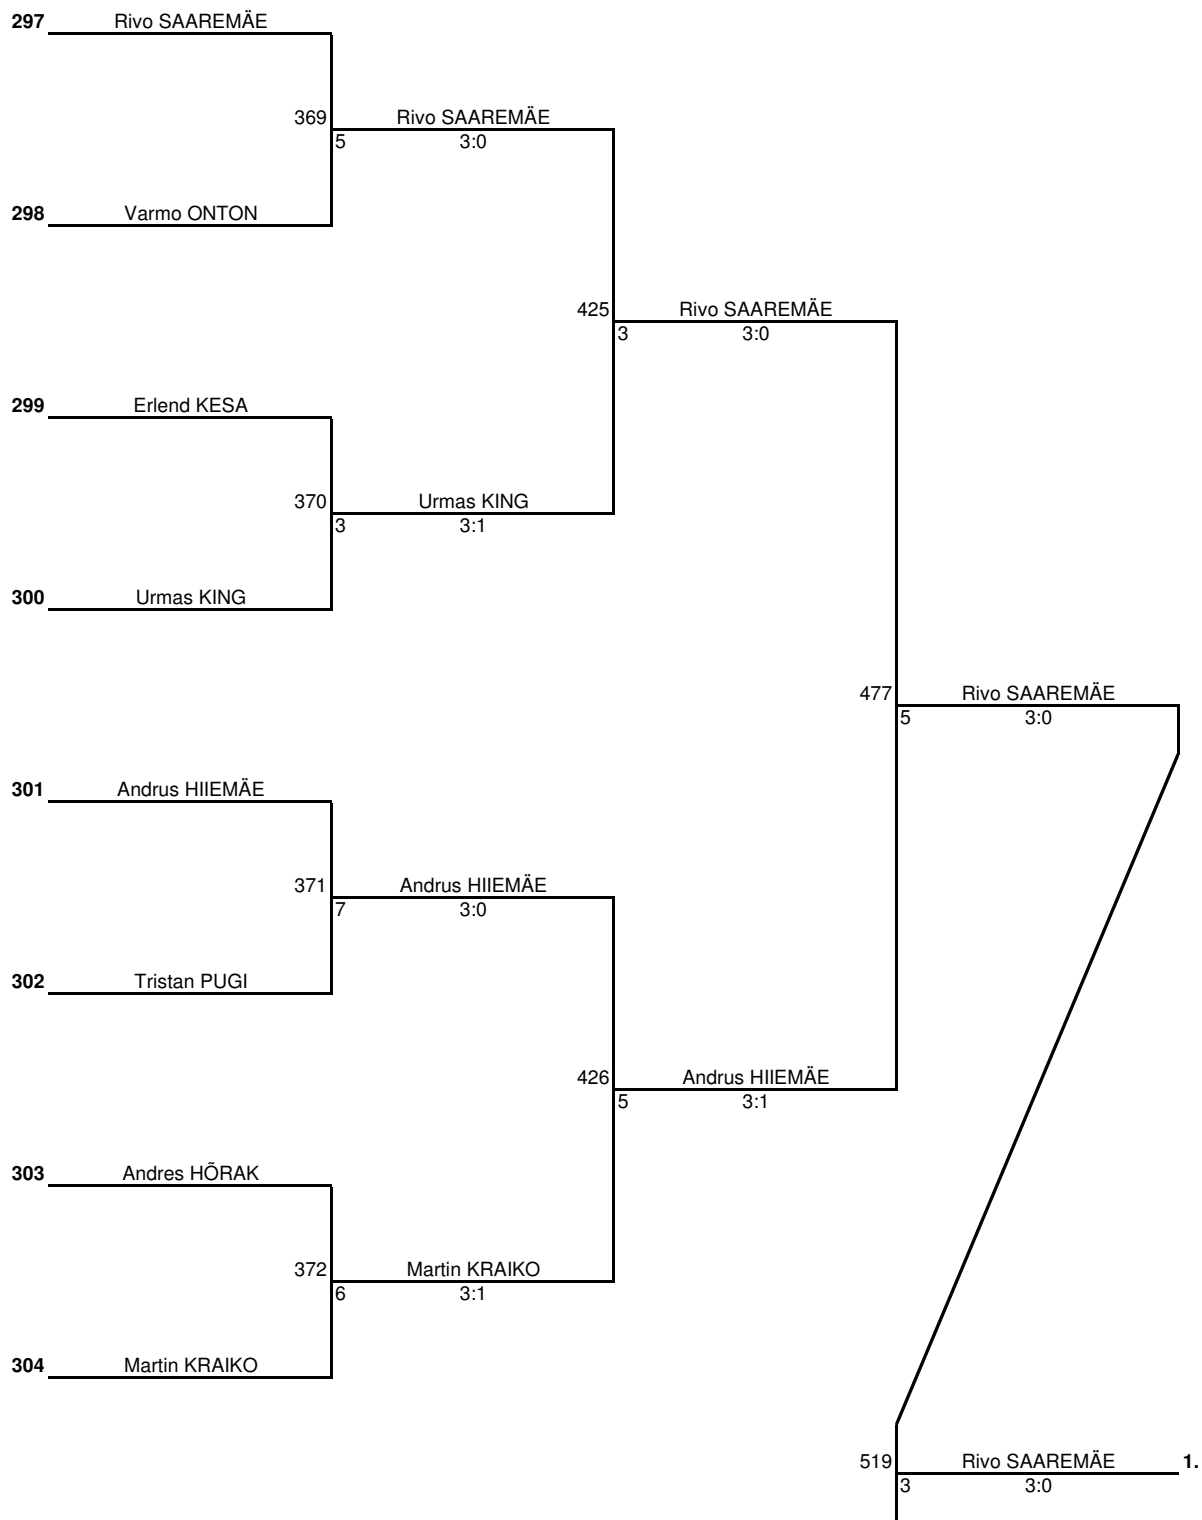 297 Rivo SAAREMÄE
369 Rivo SAAREMÄE
5 3:0
298 Varmo ONTON
425 Rivo SAAREMÄE
3 3:0
299 Erlend KESA
370 Urmas KING
3 3:1
300 Urmas KING
477 Rivo SAAREMÄE
5 3:0
301 Andrus HIIEMÄE
371 Andrus HIIEMÄE
7 3:0
302 Tristan PUGI
426 Andrus HIIEMÄE
5 3:1
303 Andres HÕRAK
372 Martin KRAIKO
6 3:1
304 Martin KRAIKO
519 Rivo SAAREMÄE 1.
3 3:0